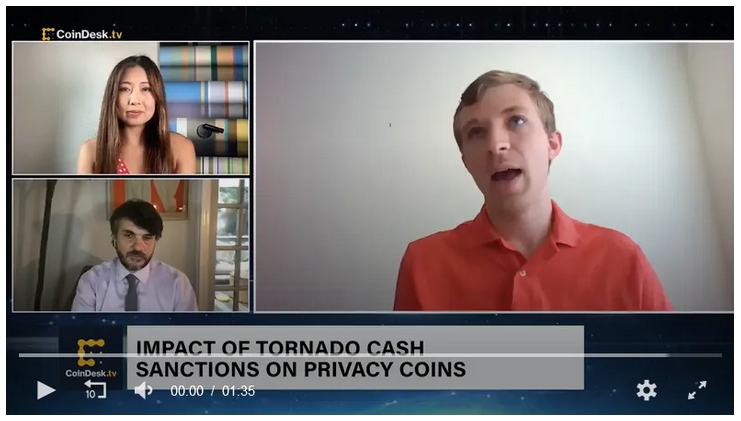 CoinDesk.tv
IMPACT OF TORNADO CASH
SANCTIONS ON PRIVACY COINS
CoinDesk.tv
10
00:00 / 01:35